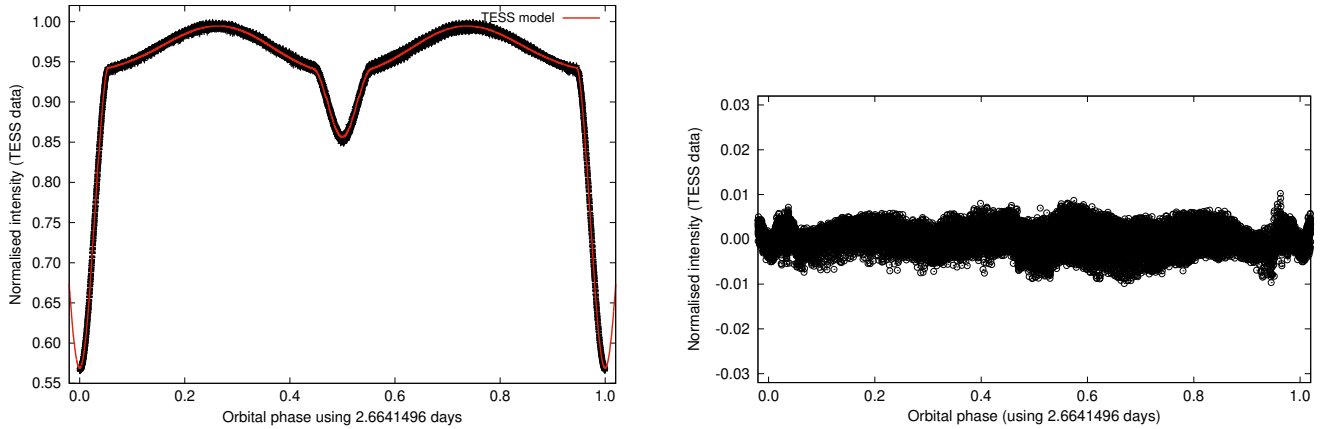 TESS model
Normalised intensity (TESS data)
1.00
0.95
0.90
0.85
0.80
0.75
0.70
0.65
0.60
0.55
0.0 0.2 0.4 0.6 0.8 1.0
Orbital phase using 2.6641496 days
Normalised intensity (TESS data)
0.03
0.02
0.01
0.00
-0.01
-0.02
-0.03
0.0 0.2 0.4 0.6 0.8 1.0
Orbital phase (using 2.6641496 days)